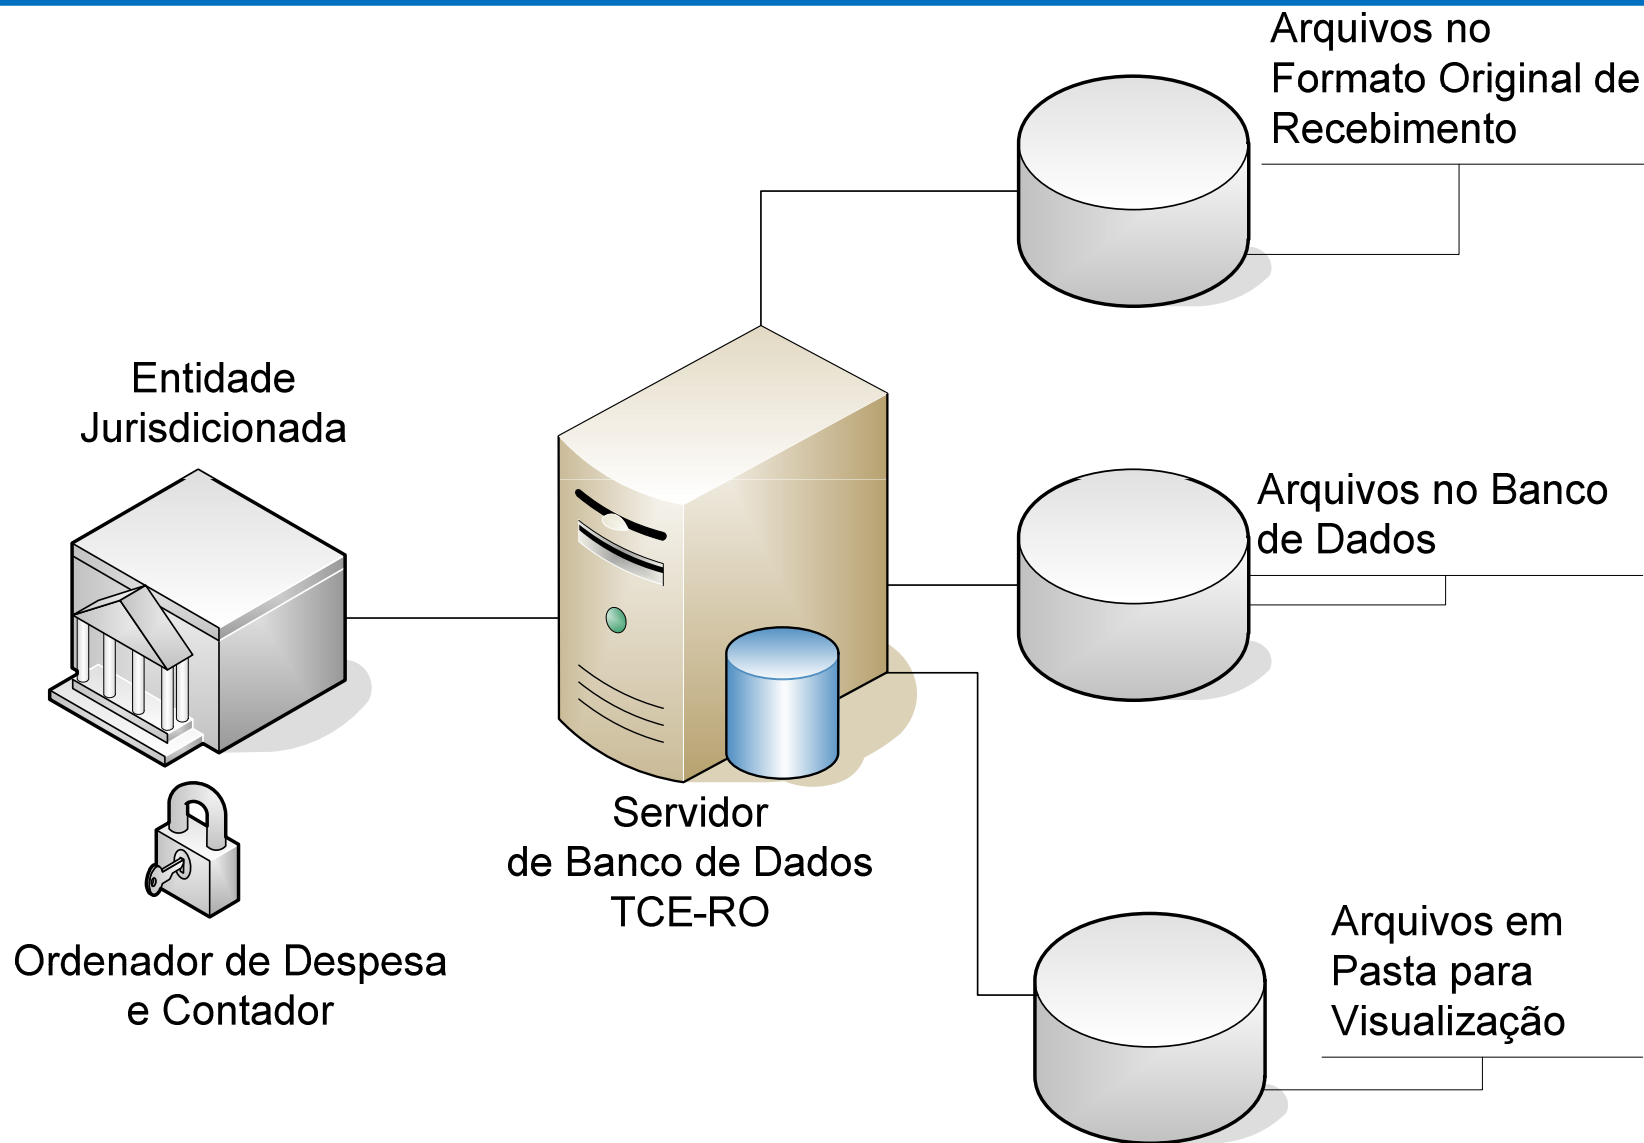 Arquivos no
Formato Original de
Recebimento
Entidade
Jurisdicionada
Arquivos no Banco
de Dados
Servidor
de Banco de Dados
TCE-RO
Ordenador de Despesa
e Contador
Arquivos em
Pasta para
Visualização